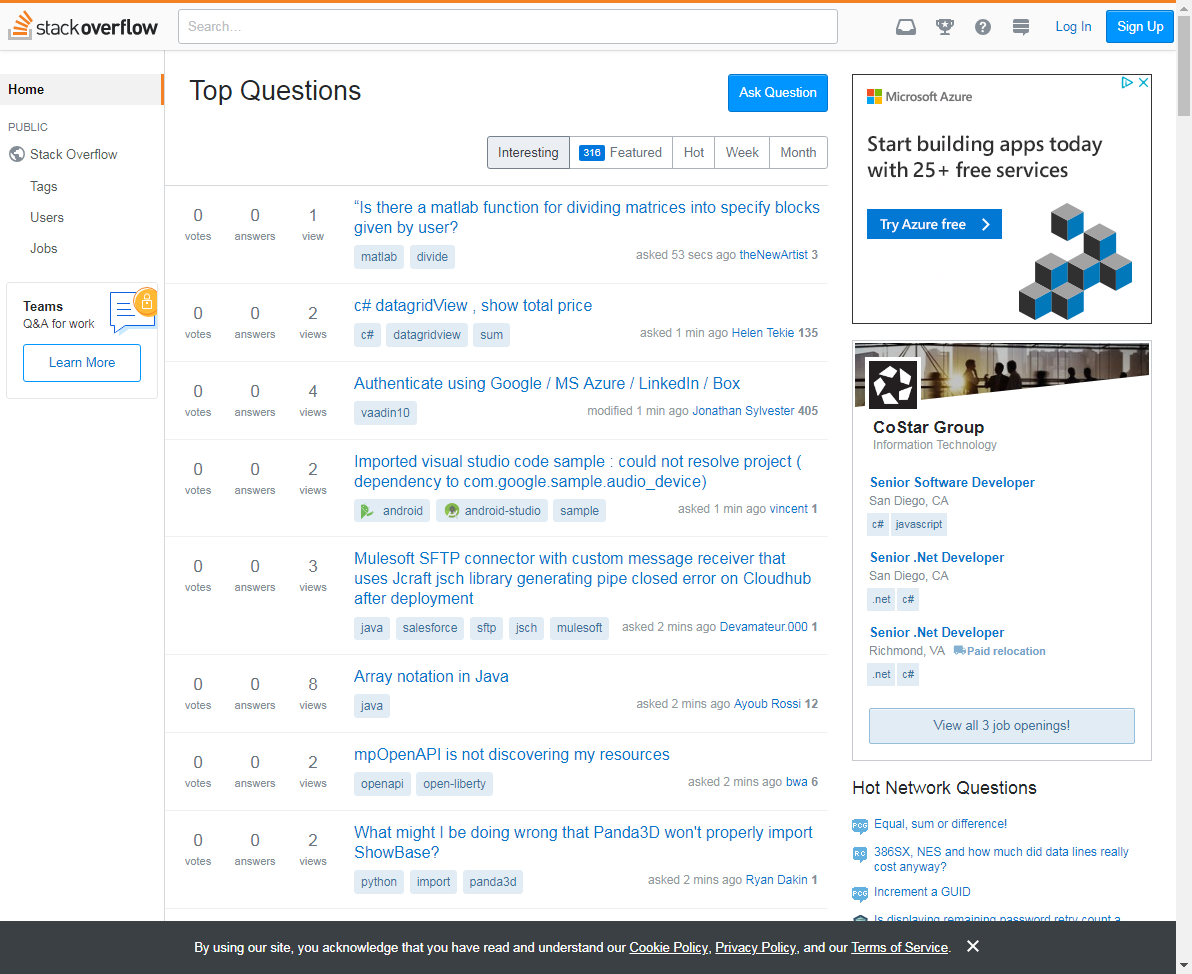 stackoverflow
Search...
Log In
Sign Up
Home
PUBLIC
Stack Overflow
Tags
Users
Jobs
Teams
Q&A for work
Learn More
Top Questions
Ask Question
Interesting
316 Featured
Hot
Week
Month
0 votes
0 answers
1 view
“Is there a matlab function for dividing matrices into specify blocks
given by user?
matlab divide
asked 53 secs ago theNewArtist 3
0 votes
0 answers
2 views
c# datagridView , show total price
c# datagridview sum
asked 1 min ago Helen Tekie 135
0 votes
0 answers
4 views
Authenticate using Google / MS Azure / LinkedIn / Box
vaadin10
modified 1 min ago Jonathan Sylvester 405
0 votes
0 answers
2 views
Imported visual studio code sample : could not resolve project (
dependency to com.google.sample.audio_device)
android android-studio sample
asked 1 min ago vincent 1
0 votes
0 answers
3 views
Mulesoft SFTP connector with custom message receiver that
uses Jcraft jsch library generating pipe closed error on Cloudhub
after deployment
java salesforce sftp jsch mulesoft
asked 2 mins ago Devamateur.000 1
0 votes
0 answers
8 views
Array notation in Java
java
asked 2 mins ago Ayoub Rossi 12
0 votes
0 answers
2 views
mpOpenAPI is not discovering my resources
openapi open-liberty
asked 2 mins ago bwa 6
0 votes
0 answers
2 views
What might I be doing wrong that Panda3D won't properly import
ShowBase?
python import panda3d
asked 2 mins ago Ryan Dakin 1
Microsoft Azure
Start building apps today
with 25+ free services
Try Azure free
CoStar Group
Information Technology
Senior Software Developer
San Diego, CA
c# javascript
Senior .Net Developer
San Diego, CA
.net c#
Senior .Net Developer
Richmond, VA Paid relocation
.net c#
View all 3 job openings!
Hot Network Questions
PCG Equal, sum or difference!
RC 386SX, NES and how much did data lines really
cost anyway?
PCG Increment a GUID
Is displaying remaining password retry count a
By using our site, you acknowledge that you have read and understand our Cookie Policy, Privacy Policy, and our Terms of Service.